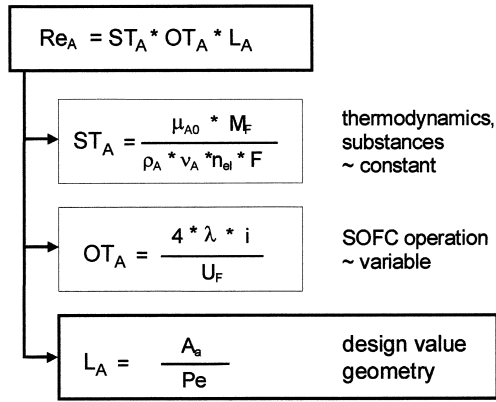 Re_A = ST_A * OT_A * L_A
ST_A = μ_A0 * M_F / ρ_A * ν_A * n_el * F
thermodynamics,
substances
~ constant
OT_A = 4 * λ * i / U_F
SOFC operation
~ variable
L_A = A_a / Pe
design value
geometry